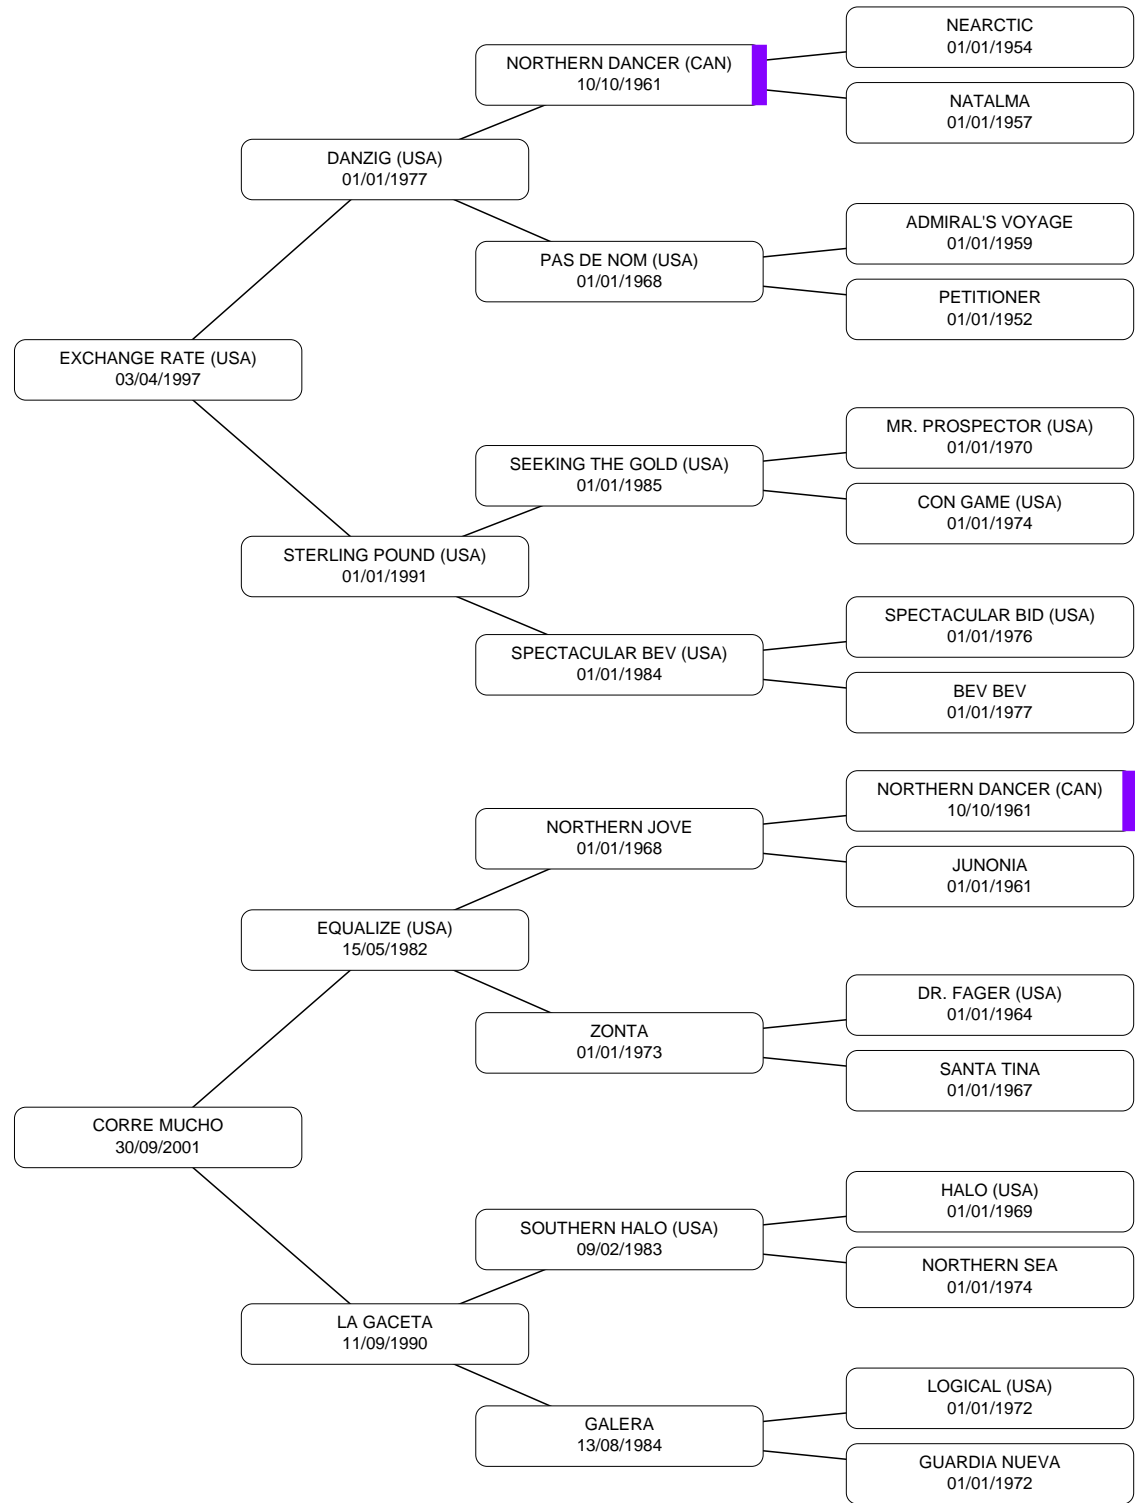 NEARCTIC
01/01/1954
NORTHERN DANCER (CAN)
10/10/1961
NATALMA
01/01/1957
DANZIG (USA)
01/01/1977
ADMIRAL'S VOYAGE
01/01/1959
PAS DE NOM (USA)
01/01/1968
PETITIONER
01/01/1952
EXCHANGE RATE (USA)
03/04/1997
MR. PROSPECTOR (USA)
01/01/1970
SEEKING THE GOLD (USA)
01/01/1985
CON GAME (USA)
01/01/1974
STERLING POUND (USA)
01/01/1991
SPECTACULAR BID (USA)
01/01/1976
SPECTACULAR BEV (USA)
01/01/1984
BEV BEV
01/01/1977
NORTHERN DANCER (CAN)
10/10/1961
NORTHERN JOVE
01/01/1968
JUNONIA
01/01/1961
EQUALIZE (USA)
15/05/1982
DR. FAGER (USA)
01/01/1964
ZONTA
01/01/1973
SANTA TINA
01/01/1967
CORRE MUCHO
30/09/2001
HALO (USA)
01/01/1969
SOUTHERN HALO (USA)
09/02/1983
NORTHERN SEA
01/01/1974
LA GACETA
11/09/1990
LOGICAL (USA)
01/01/1972
GALERA
13/08/1984
GUARDIA NUEVA
01/01/1972